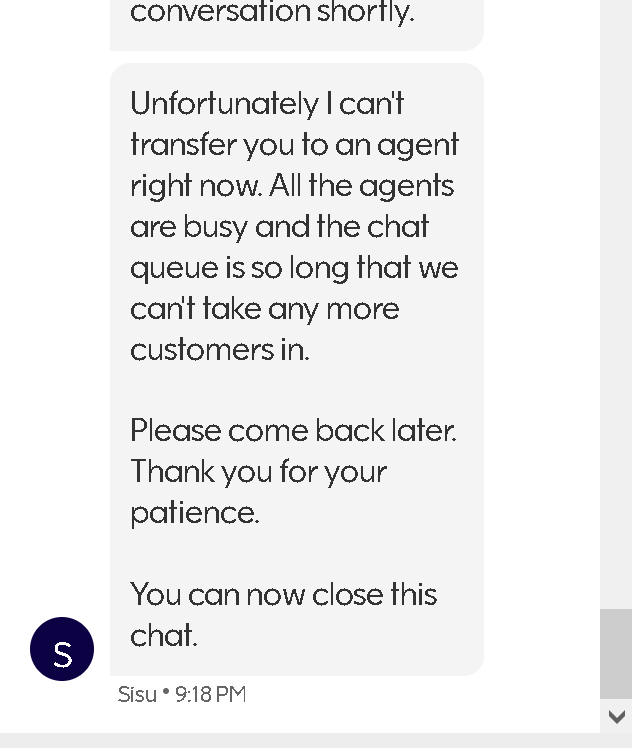 conversation shortly.
Unfortunately I can't
transfer you to an agent
right now. All the agents
are busy and the chat
queue is so long that we
can't take any more
customers in.
Please come back later.
Thank you for your
patience.
You can now close this
chat.
S
Sisu • 9:18 PM